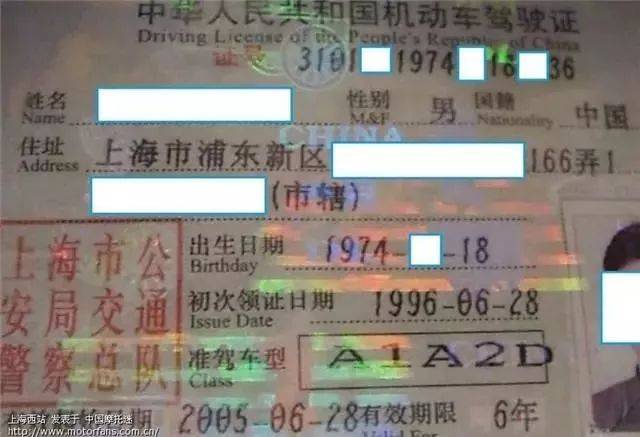 中华人民共和国机动车驾驶证
Driving License of the People's Republic of China
证号 3101 1974 18 36
姓名 性别 男 国籍 中国
Name M&F Nationality
CHINA
住址 上海市浦东新区 166弄1
Address
(市辖)
出生日期 1974- -18
Birthday
初次领证日期 1996-06-28
Issue Date
准驾车型 A1A2D
Class
2005-06-28 有效期限 6年
Valid For
上海市公
安局交通
警察总队
上海西站 发表于 中国摩托迷
http://www.motorfans.com.cn/